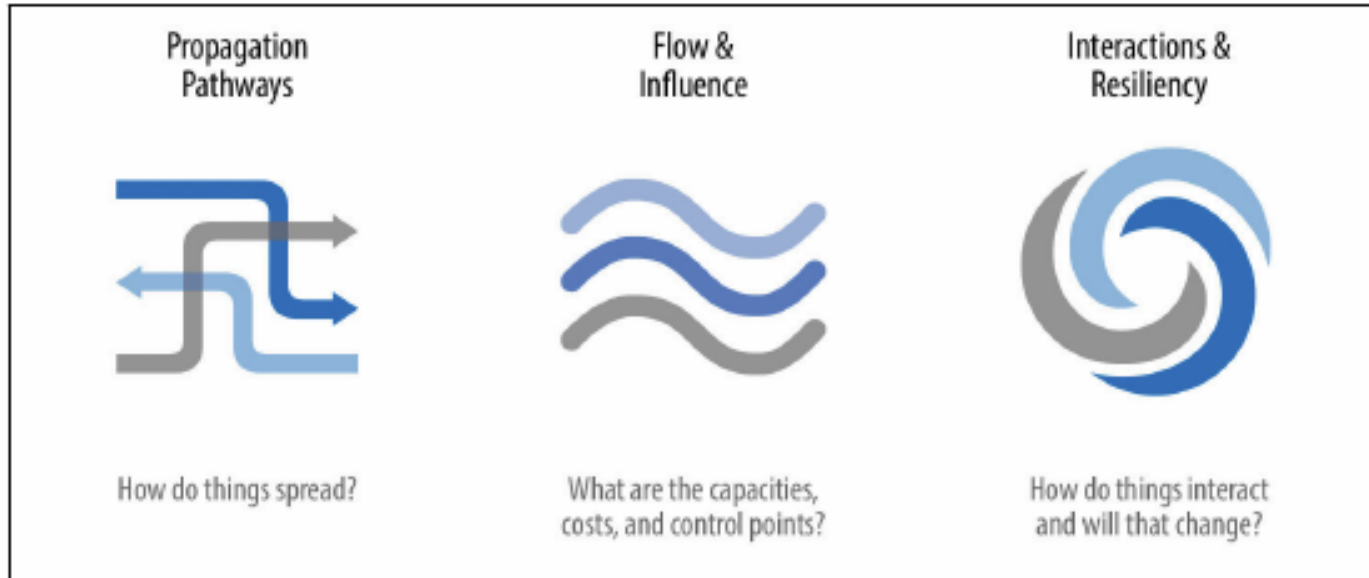 Propagation
Pathways
Flow &
Influence
Interactions &
Resiliency
How do things spread?
What are the capacities,
costs, and control points?
How do things interact
and will that change?